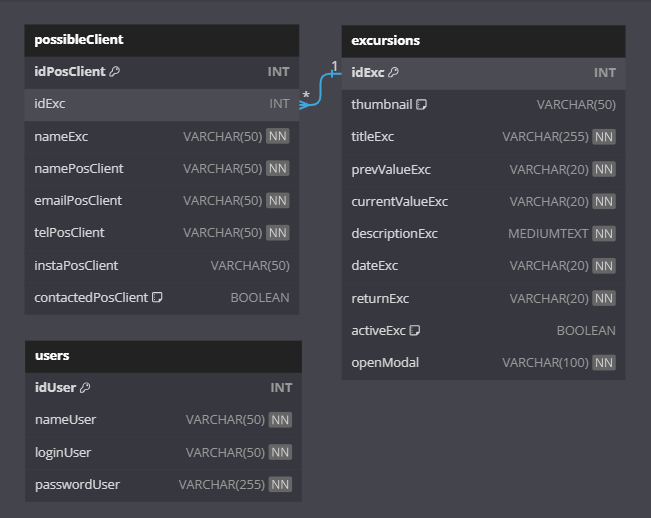 possibleClient
idPosClient INT
idExc INT
nameExc VARCHAR(50) NN
namePosClient VARCHAR(50) NN
emailPosClient VARCHAR(50) NN
telPosClient VARCHAR(50) NN
instaPosClient VARCHAR(50)
contactedPosClient BOOLEAN
* 1
excursions
idExc INT
thumbnail VARCHAR(50)
titleExc VARCHAR(255) NN
prevValueExc VARCHAR(20) NN
currentValueExc VARCHAR(20) NN
descriptionExc MEDIUMTEXT NN
dateExc VARCHAR(20) NN
returnExc VARCHAR(20) NN
activeExc BOOLEAN
openModal VARCHAR(100) NN
users
idUser INT
nameUser VARCHAR(50) NN
loginUser VARCHAR(50) NN
passwordUser VARCHAR(255) NN